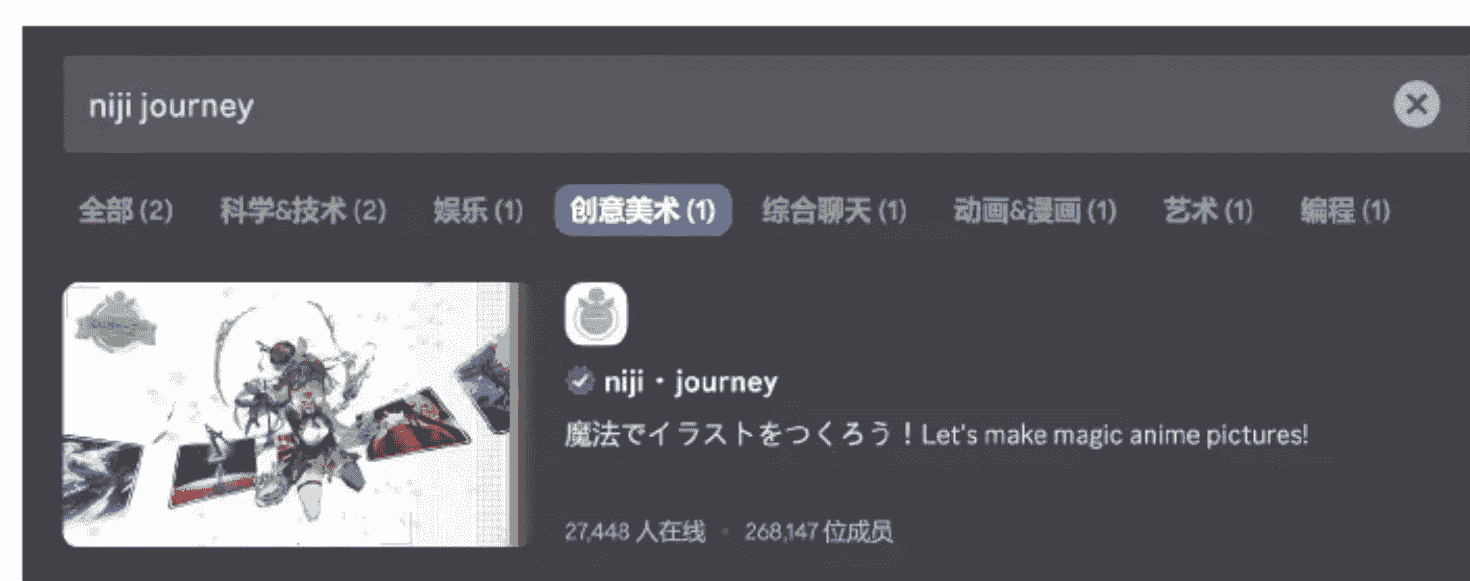 niji journey
全部 (2) 科学&技术 (2) 娱乐 (1) 创意美术 (1) 综合聊天 (1) 动画&漫画 (1) 艺术 (1) 编程 (1)
niji · journey
魔法でイラストをつくろう！Let's make magic anime pictures!
27,448 人在线 · 268,147 位成员